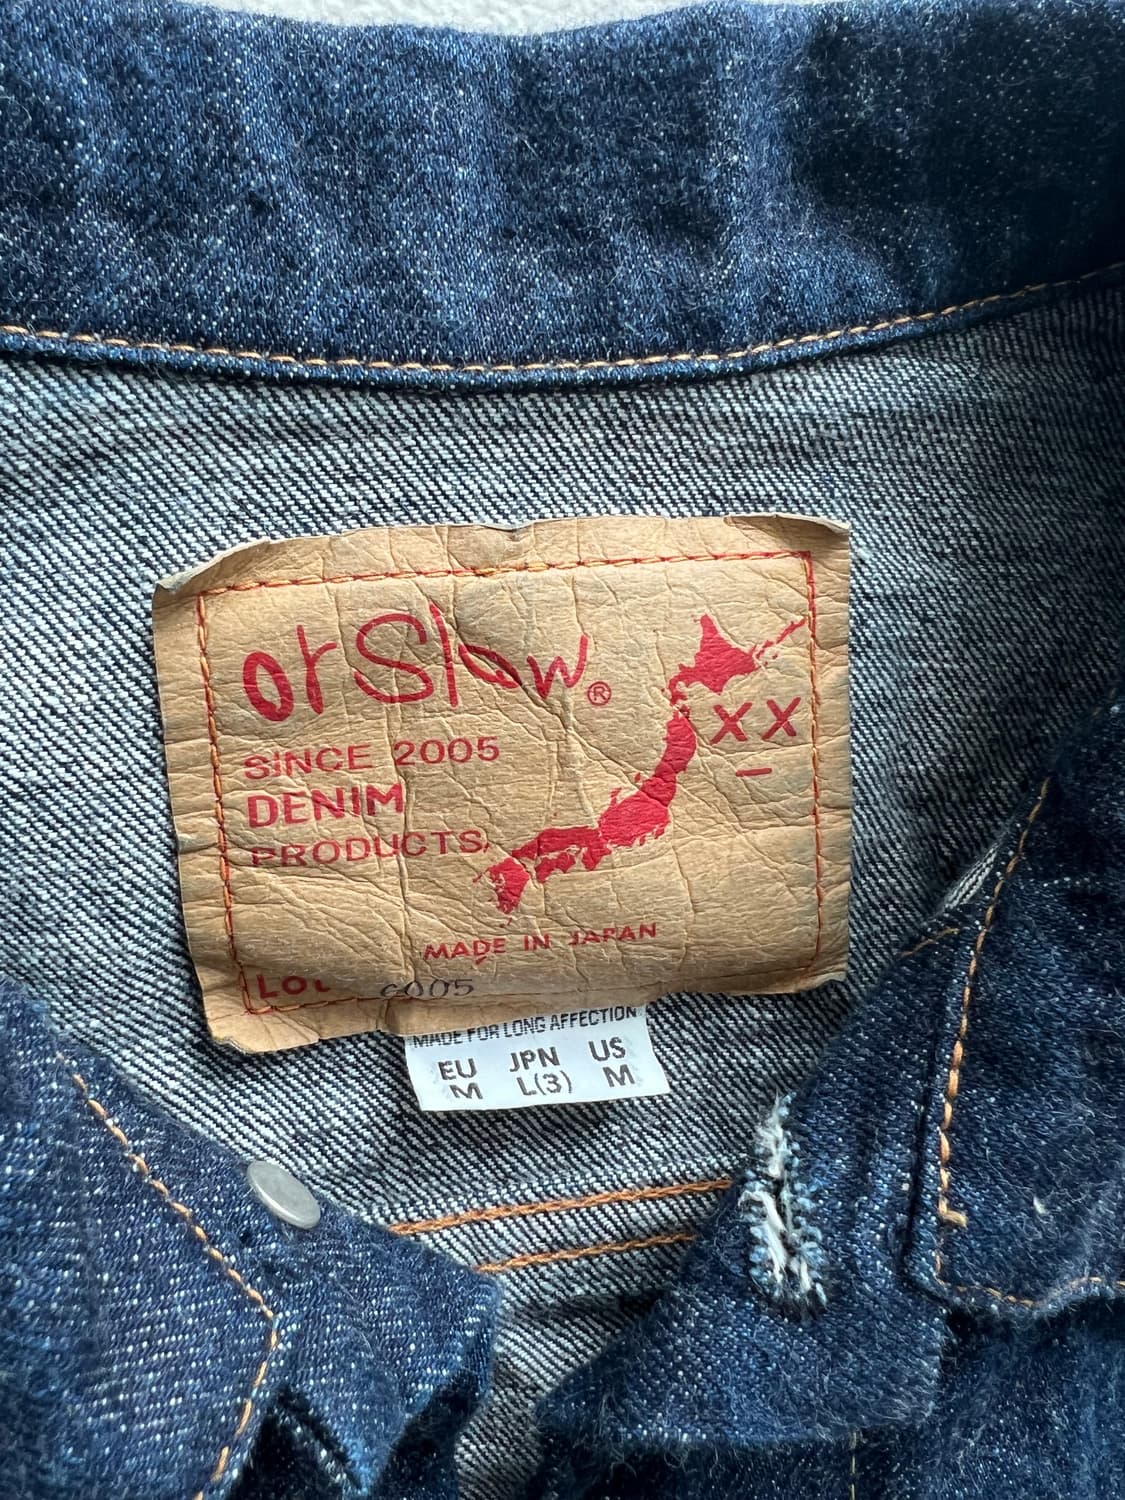 orSlow®
SINCE 2005
DENIM
PRODUCTS,
XX
–
MADE IN JAPAN
LOT 6005
MADE FOR LONG AFFECTION
EU JPN US
M L(3) M